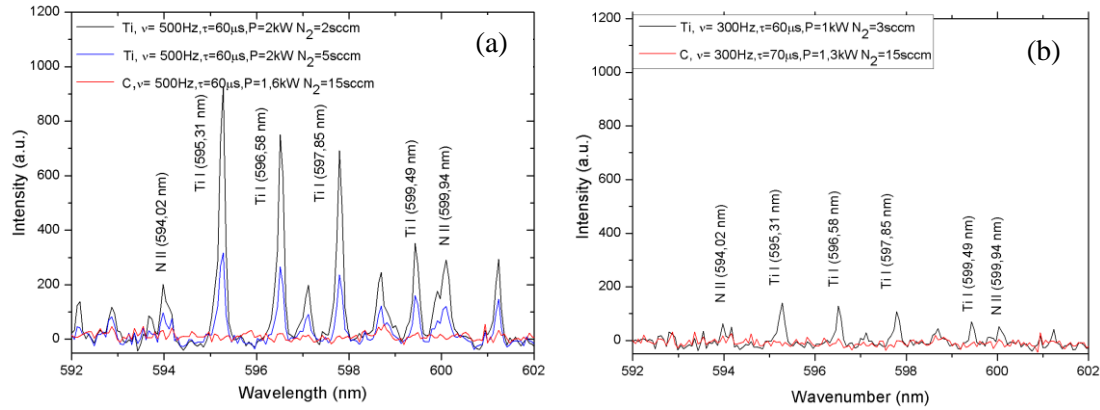 (a)
Ti, ν= 500Hz,τ=60μs,P=2kW N₂=2sccm
Ti, ν= 500Hz,τ=60μs,P=2kW N₂=5sccm
C,ν= 500Hz,τ=60μs,P=1,6kW N₂=15sccm
Intensity (a.u.)
1200
1000
800
600
400
200
0
N II (594,02 nm)
Ti I (595,31 nm)
Ti I (596,58 nm)
Ti I (597,85 nm)
Ti I (599,49 nm)
N II (599,94 nm)
592
594
596
598
600
602
Wavelength (nm)
(b)
Ti, ν= 300Hz,τ=60μs,P=1kW N₂=3sccm
C, ν= 300Hz,τ=70μs,P=1,3kW N₂=15sccm
Intensity (a.u.)
1200
1000
800
600
400
200
0
N II (594,02 nm)
Ti I (595,31 nm)
Ti I (596,58 nm)
Ti I (597,85 nm)
Ti I (599,49 nm)
N II (599,94 nm)
592
594
596
598
600
602
Wavenumber (nm)